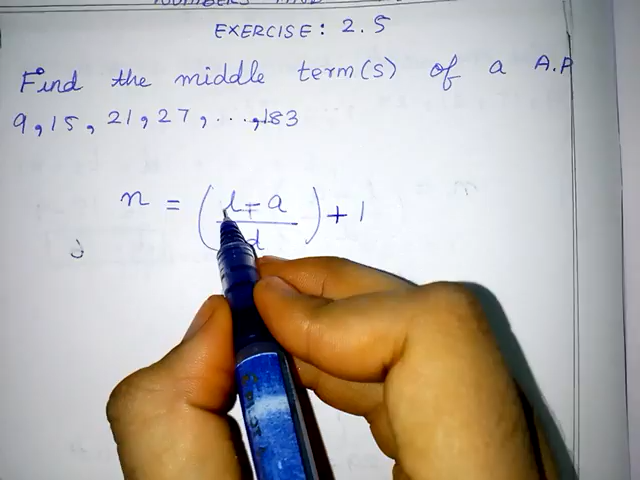 EXERCISE: 2.5
Find the middle term(s) of a A.P
9, 15, 21, 27, ..., 183
n = (l - a / d) + 1